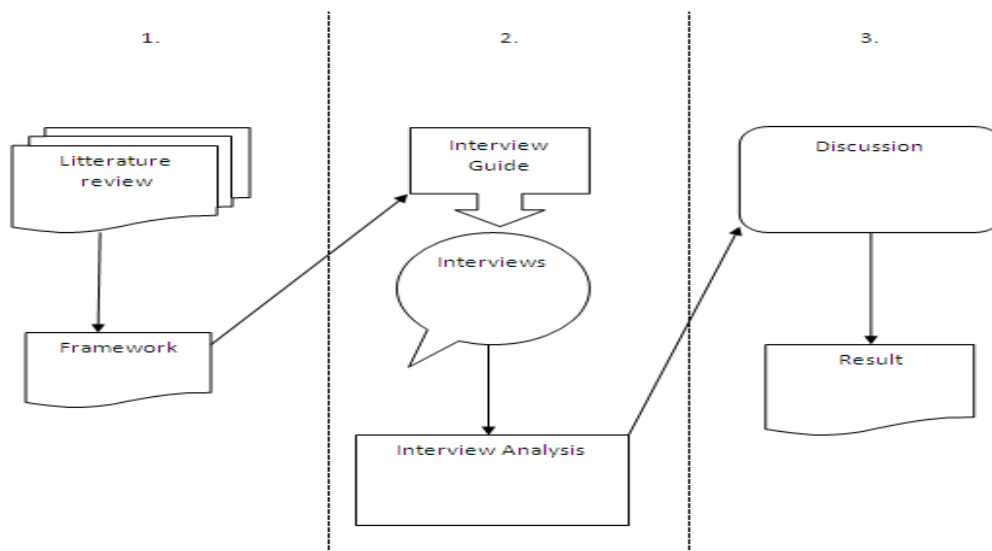 1.
2.
3.
Litterature
review
Framework
Interview
Guide
Interviews
Interview Analysis
Discussion
Result